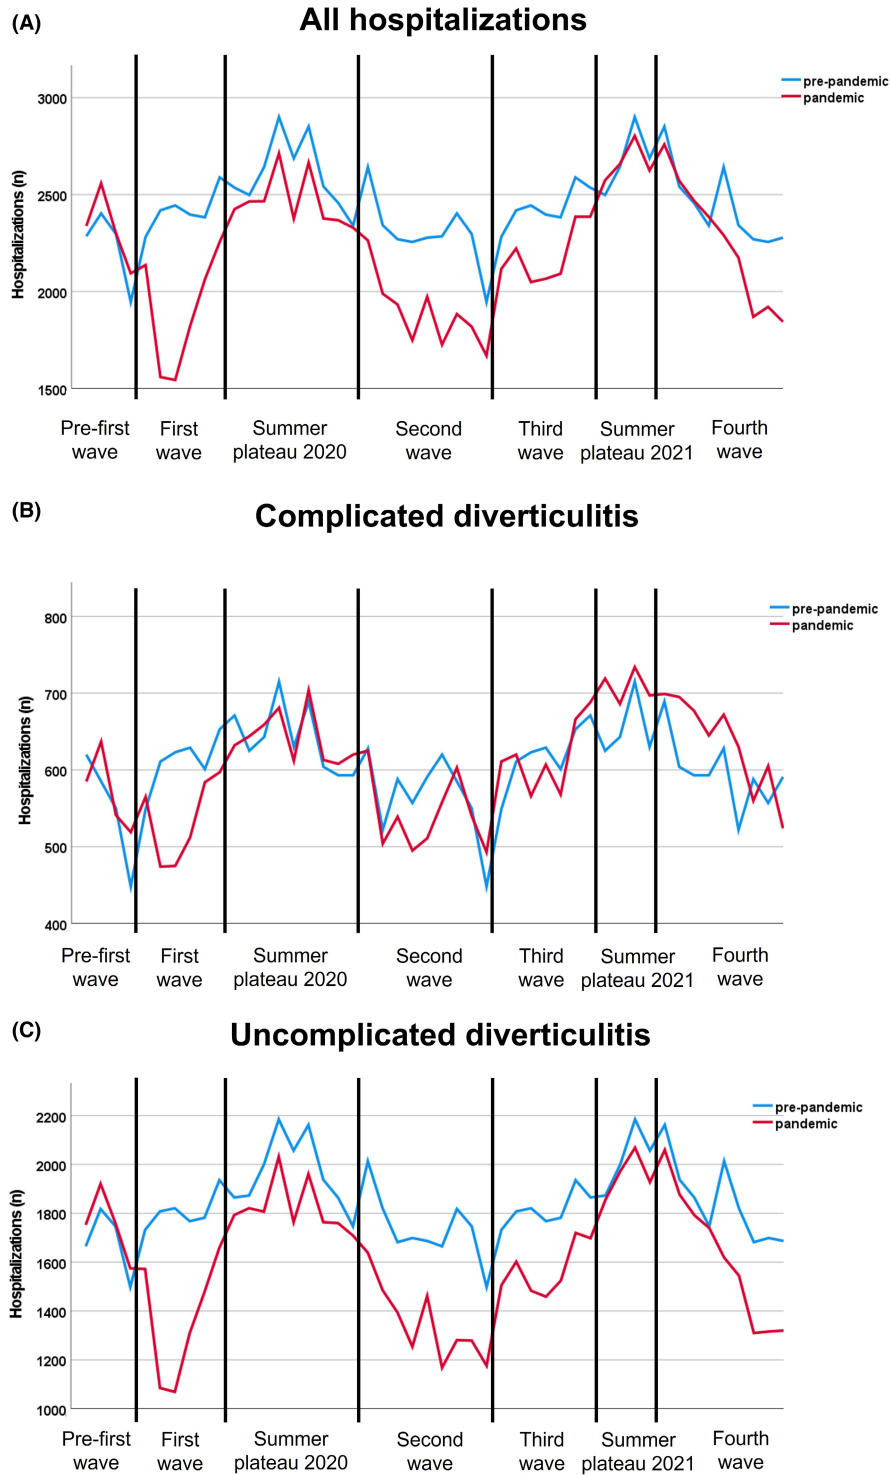 (A)
All hospitalizations
pre-pandemic
pandemic
3000
2500
2000
1500
Hospitalizations (n)
Pre-first
wave
First
wave
Summer
plateau 2020
Second
wave
Third
wave
Summer
plateau 2021
Fourth
wave
(B)
Complicated diverticulitis
pre-pandemic
pandemic
800
700
600
500
400
Hospitalizations (n)
Pre-first
wave
First
wave
Summer
plateau 2020
Second
wave
Third
wave
Summer
plateau 2021
Fourth
wave
(C)
Uncomplicated diverticulitis
pre-pandemic
pandemic
2200
2000
1800
1600
1400
1200
1000
Hospitalizations (n)
Pre-first
wave
First
wave
Summer
plateau 2020
Second
wave
Third
wave
Summer
plateau 2021
Fourth
wave